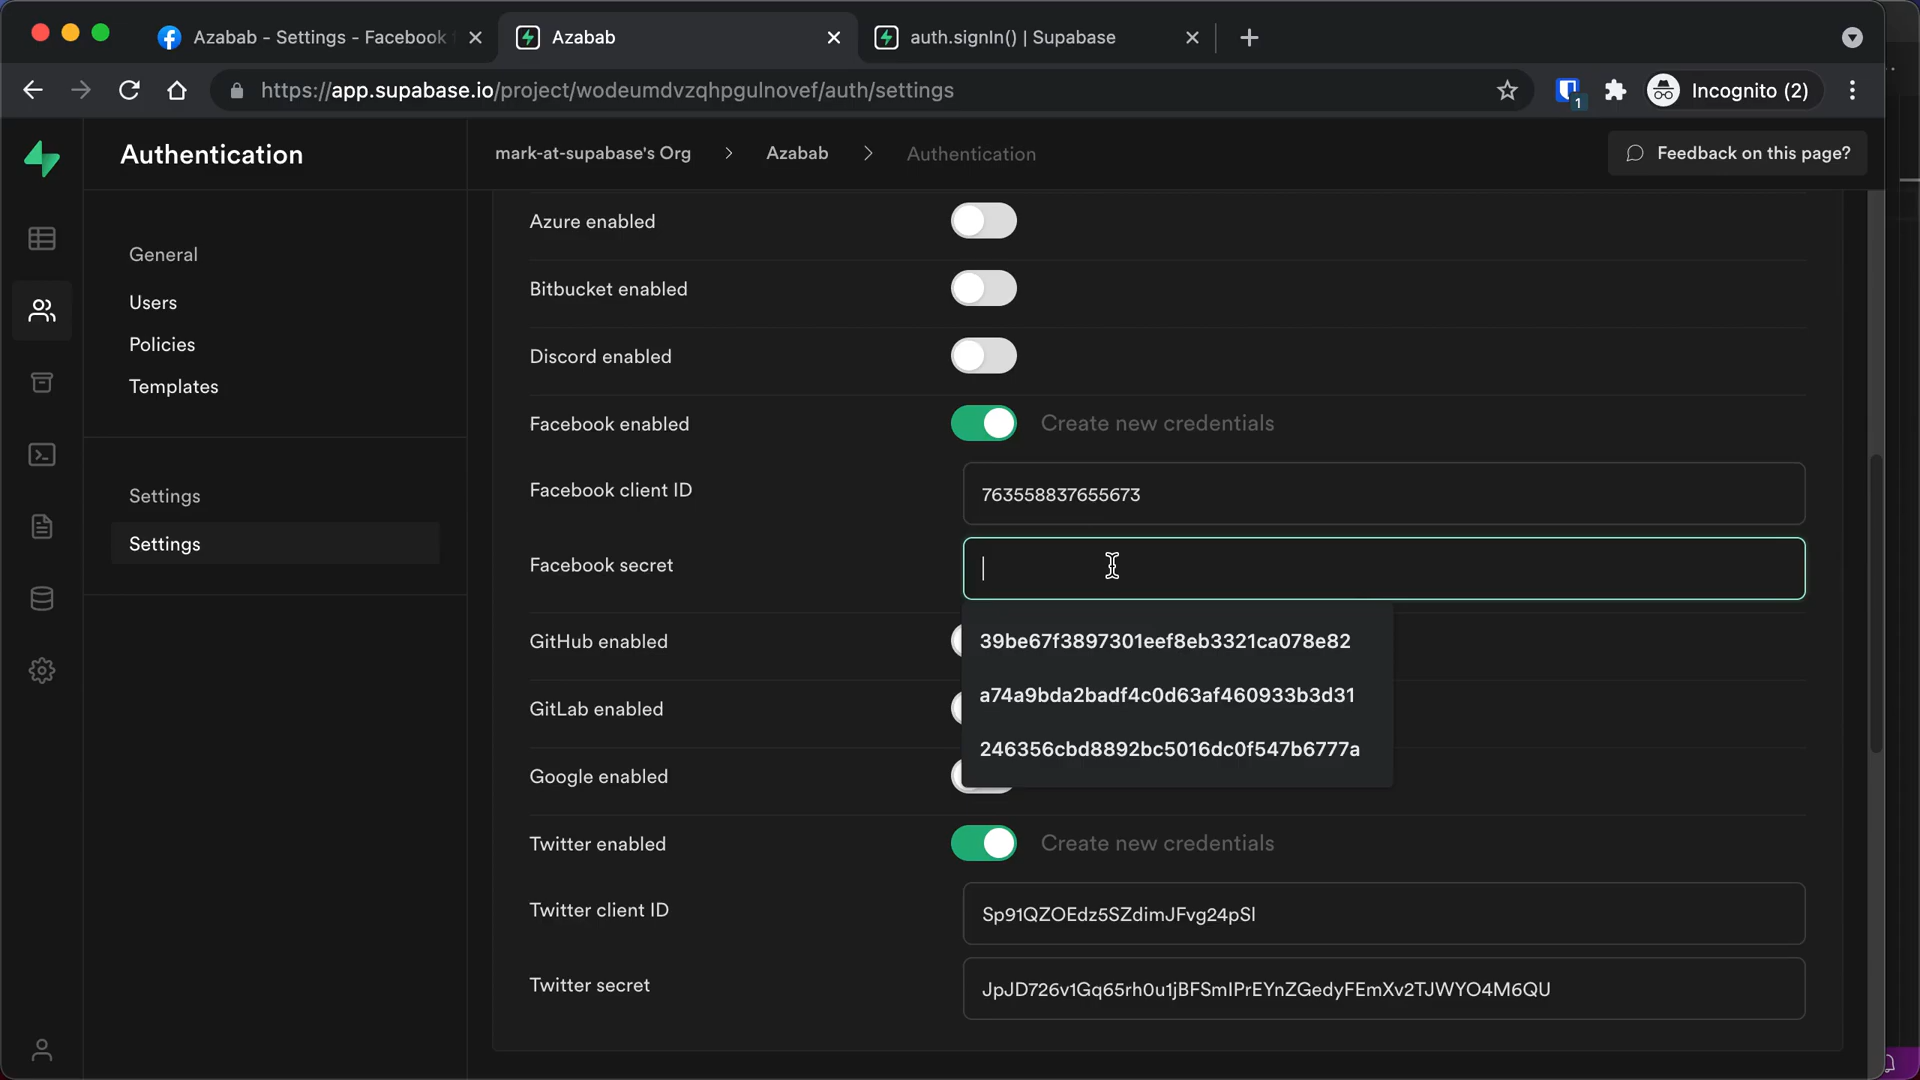 Azabab - Settings - Facebook
Azabab
auth.signIn() | Supabase
https://app.supabase.io/project/wodeumdvzqhpgulnovef/auth/settings
1
Incognito (2)
Authentication
mark-at-supabase's Org > Azabab > Authentication
Feedback on this page?
General
Users
Policies
Templates
Settings
Settings
Azure enabled
Bitbucket enabled
Discord enabled
Facebook enabled
Create new credentials
Facebook client ID
763558837655673
Facebook secret
39be67f3897301eef8eb3321ca078e82
a74a9bda2badf4c0d63af460933b3d31
246356cbd8892bc5016dc0f547b6777a
GitHub enabled
GitLab enabled
Google enabled
Twitter enabled
Create new credentials
Twitter client ID
Sp91QZOEdz5SZdimJFvg24pSl
Twitter secret
JpJD726v1Gq65rh0u1jBFSmIPrEYnZGedyFEmXv2TJWYO4M6QU